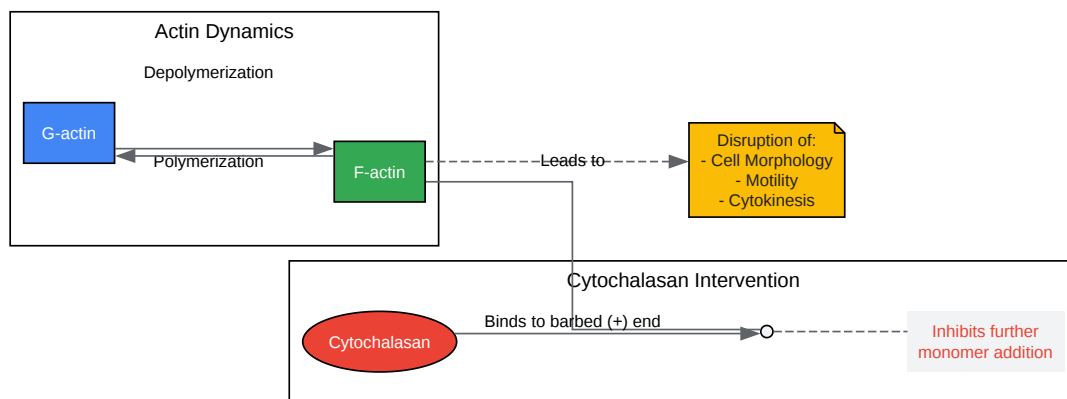 Actin Dynamics
Depolymerization
G-actin
Polymerization
F-actin
Leads to
Disruption of:
- Cell Morphology
- Motility
- Cytokinesis
Cytochalasan Intervention
Cytochalasan
Binds to barbed (+) end
Inhibits further
monomer addition